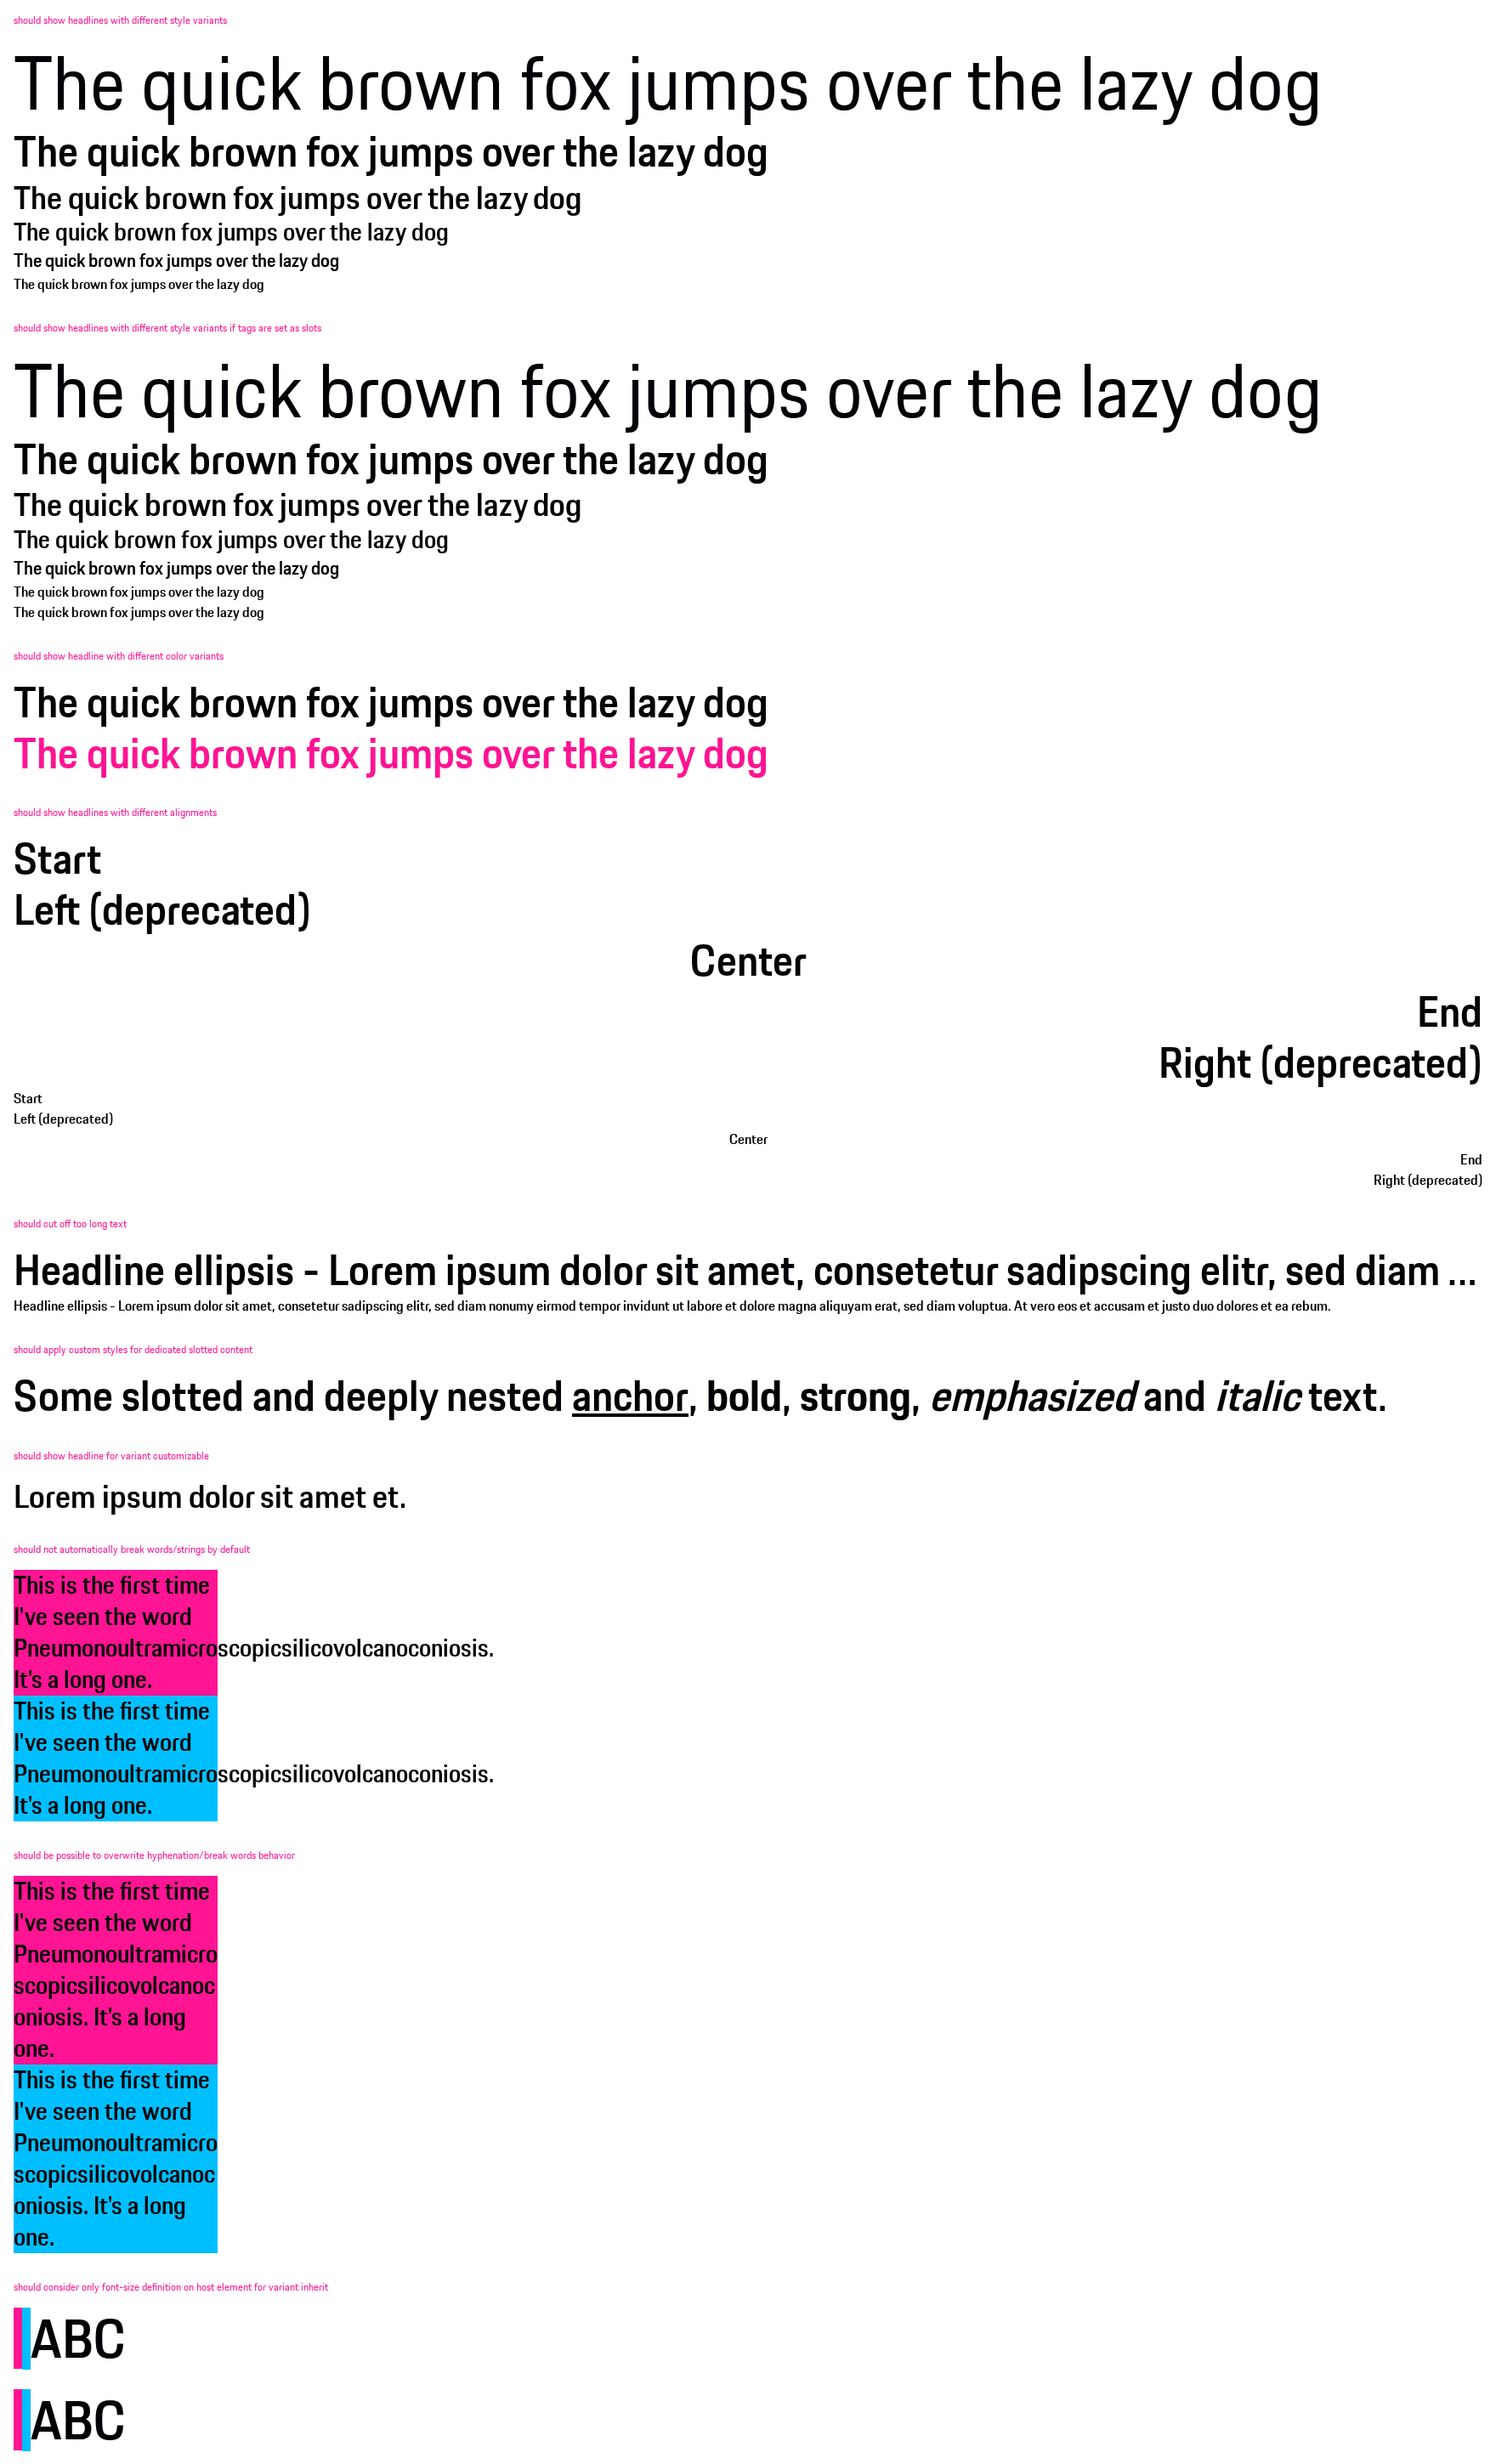 should show headlines with different style variants
The quick brown fox jumps over the lazy dog
The quick brown fox jumps over the lazy dog
The quick brown fox jumps over the lazy dog
The quick brown fox jumps over the lazy dog
The quick brown fox jumps over the lazy dog
The quick brown fox jumps over the lazy dog
should show headlines with different style variants if tags are set as slots
The quick brown fox jumps over the lazy dog
The quick brown fox jumps over the lazy dog
The quick brown fox jumps over the lazy dog
The quick brown fox jumps over the lazy dog
The quick brown fox jumps over the lazy dog
The quick brown fox jumps over the lazy dog
The quick brown fox jumps over the lazy dog
should show headline with different color variants
The quick brown fox jumps over the lazy dog
The quick brown fox jumps over the lazy dog
should show headlines with different alignments
Start
Left (deprecated)
Center
End
Right (deprecated)
Start
Left (deprecated)
Center
End
Right (deprecated)
should cut off too long text
Headline ellipsis - Lorem ipsum dolor sit amet, consetetur sadipscing elitr, sed diam ...
Headline ellipsis - Lorem ipsum dolor sit amet, consetetur sadipscing elitr, sed diam nonumy eirmod tempor invidunt ut labore et dolore magna aliquyam erat, sed diam voluptua. At vero eos et accusam et justo duo dolores et ea rebum.
should apply custom styles for dedicated slotted content
Some slotted and deeply nested anchor, bold, strong, emphasized and italic text.
should show headline for variant customizable
Lorem ipsum dolor sit amet et.
should not automatically break words/strings by default
This is the first time
I've seen the word
Pneumonoultramicroscopicsilicovolcanoconiosis.
It's a long one.
This is the first time
I've seen the word
Pneumonoultramicroscopicsilicovolcanoconiosis.
It's a long one.
should be possible to overwrite hyphenation/break words behavior
This is the first time
I've seen the word
Pneumonoultramicro
scopicsilicovolcanoc
oniosis. It's a long
one.
This is the first time
I've seen the word
Pneumonoultramicro
scopicsilicovolcanoc
oniosis. It's a long
one.
should consider only font-size definition on host element for variant inherit
ABC
ABC